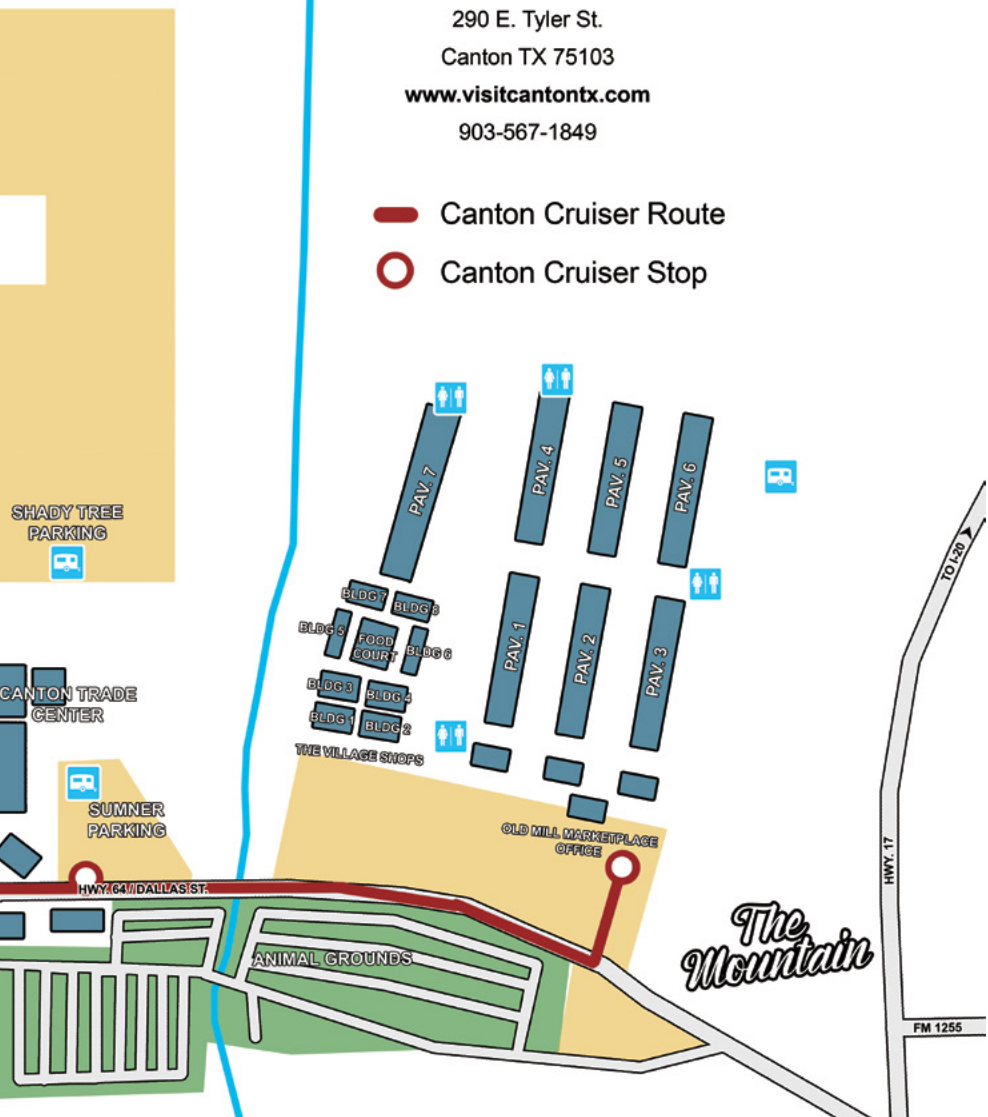 290 E. Tyler St.
Canton TX 75103
www.visitcantontx.com
903-567-1849
Canton Cruiser Route
Canton Cruiser Stop
PAV. 7
PAV. 4
PAV. 5
PAV. 6
SHADY TREE
PARKING
TO I-20
BLDG 7
BLDG 8
BLDG 5
FOOD
COURT
BLDG 6
PAV. 1
PAV. 2
PAV. 3
BLDG 3
BLDG 4
BLDG 1
BLDG 2
THE VILLAGE SHOPS
CANTON TRADE
CENTER
SUMNER
PARKING
OLD MILL MARKETPLACE
OFFICE
HWY. 17
HWY. 64 / DALLAS ST.
ANIMAL GROUNDS
The
Mountain
FM 1255